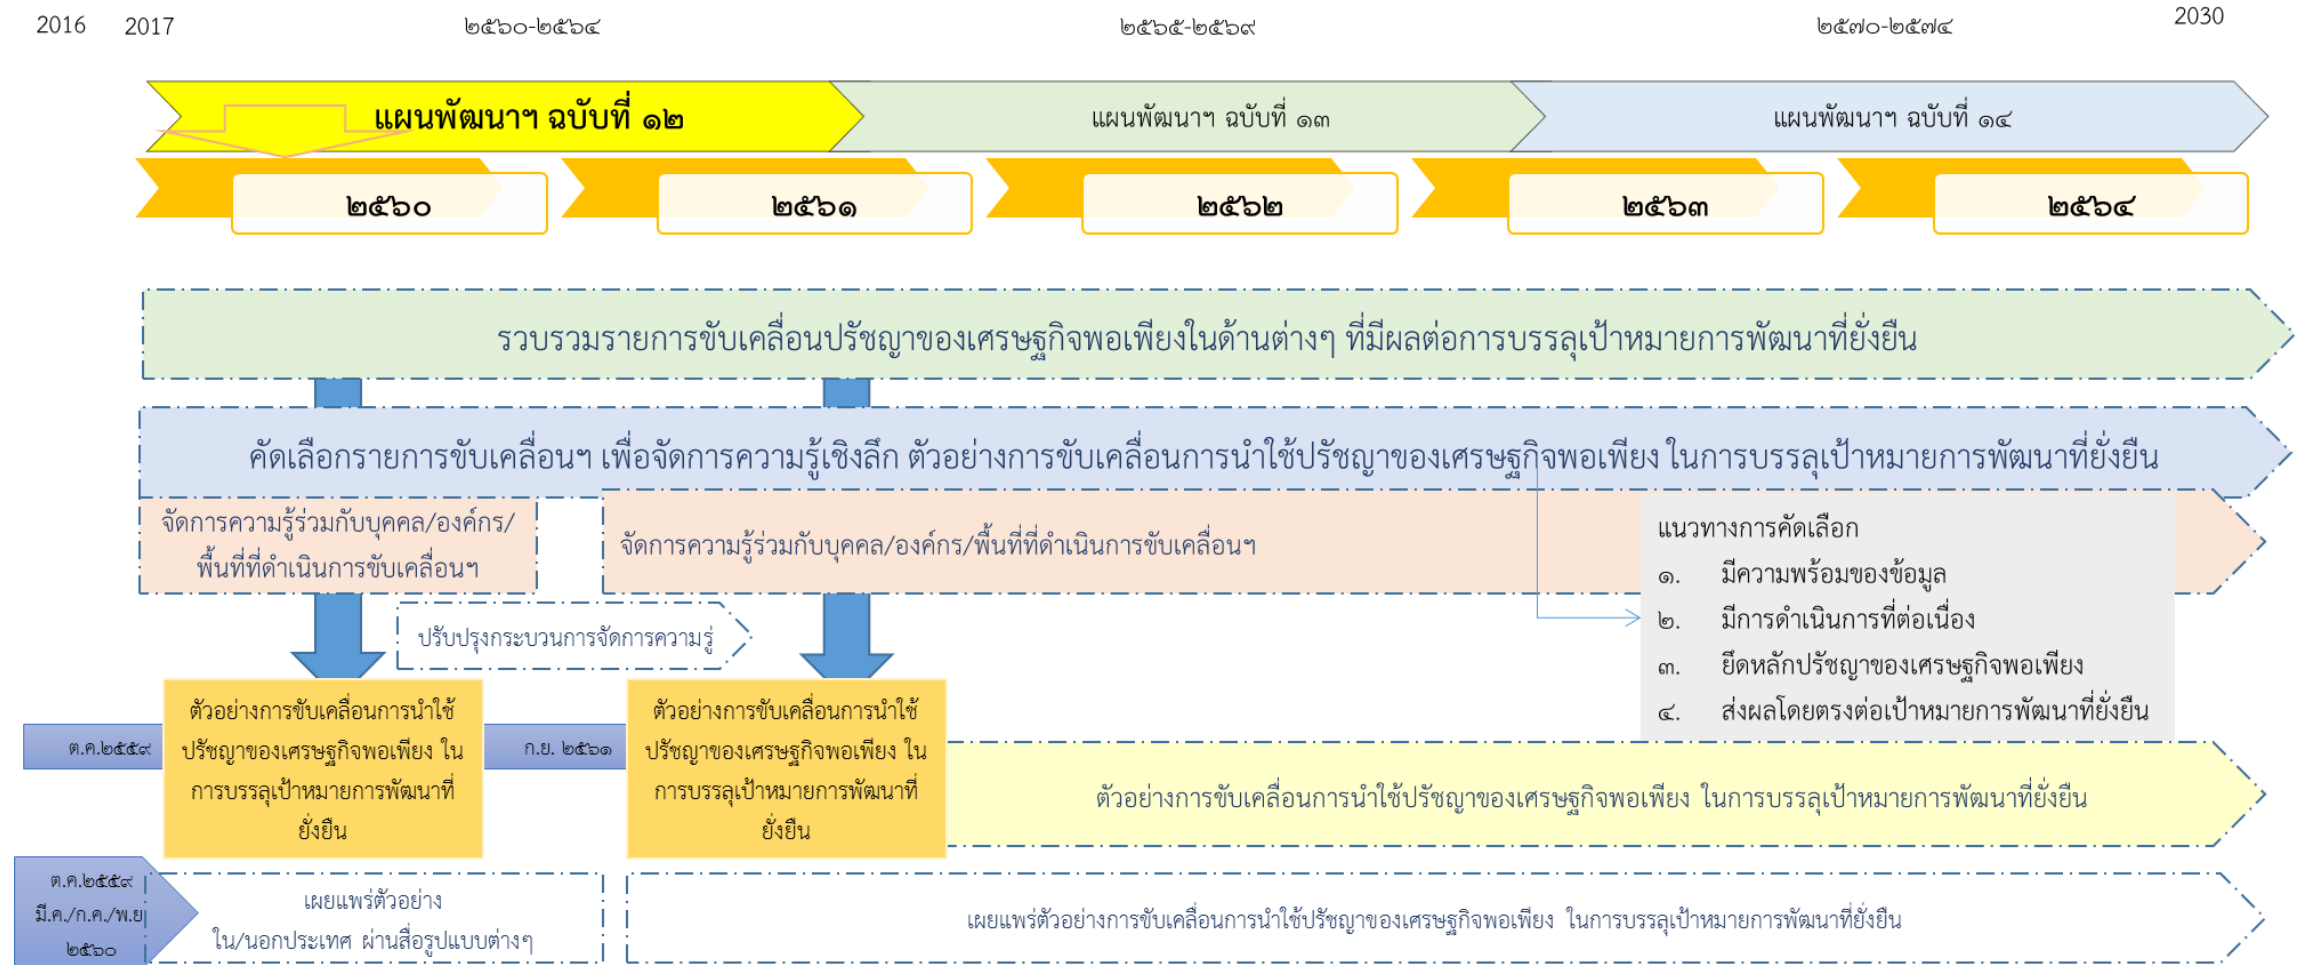 2016
2017
๒๕๖๐-๒๕๖๔
๒๕๖๕-๒๕๖๙
๒๕๗๐-๒๕๗๔
2030
แผนพัฒนาฯ ฉบับที่ ๑๒
แผนพัฒนาฯ ฉบับที่ ๑๓
แผนพัฒนาฯ ฉบับที่ ๑๔
๒๕๖๐
๒๕๖๑
๒๕๖๒
๒๕๖๓
๒๕๖๔
รวบรวมรายการขับเคลื่อนปรัชญาของเศรษฐกิจพอเพียงในด้านต่างๆ ที่มีผลต่อการบรรลุเป้าหมายการพัฒนาที่ยั่งยืน
คัดเลือกรายการขับเคลื่อนฯ เพื่อจัดการความรู้เชิงลึก ตัวอย่างการขับเคลื่อนการนำใช้ปรัชญาของเศรษฐกิจพอเพียง ในการบรรลุเป้าหมายการพัฒนาที่ยั่งยืน
จัดการความรู้ร่วมกับบุคคล/องค์กร/
พื้นที่ที่ดำเนินการขับเคลื่อนฯ
จัดการความรู้ร่วมกับบุคคล/องค์กร/พื้นที่ที่ดำเนินการขับเคลื่อนฯ
แนวทางการคัดเลือก
๑. มีความพร้อมของข้อมูล
๒. มีการดำเนินการที่ต่อเนื่อง
๓. ยึดหลักปรัชญาของเศรษฐกิจพอเพียง
๔. ส่งผลโดยตรงต่อเป้าหมายการพัฒนาที่ยั่งยืน
ปรับปรุงกระบวนการจัดการความรู่
ต.ค.๒๕๕๙
ตัวอย่างการขับเคลื่อนการนำใช้
ปรัชญาของเศรษฐกิจพอเพียง ใน
การบรรลุเป้าหมายการพัฒนาที่
ยั่งยืน
ก.ย. ๒๕๖๑
ตัวอย่างการขับเคลื่อนการนำใช้
ปรัชญาของเศรษฐกิจพอเพียง ใน
การบรรลุเป้าหมายการพัฒนาที่
ยั่งยืน
ตัวอย่างการขับเคลื่อนการนำใช้ปรัชญาของเศรษฐกิจพอเพียง ในการบรรลุเป้าหมายการพัฒนาที่ยั่งยืน
ต.ค.๒๕๕๙
มี.ค./ก.ค./พ.ย
๒๕๖๐
เผยแพร่ตัวอย่าง
ใน/นอกประเทศ ผ่านสื่อรูปแบบต่างๆ
เผยแพร่ตัวอย่างการขับเคลื่อนการนำใช้ปรัชญาของเศรษฐกิจพอเพียง ในการบรรลุเป้าหมายการพัฒนาที่ยั่งยืน